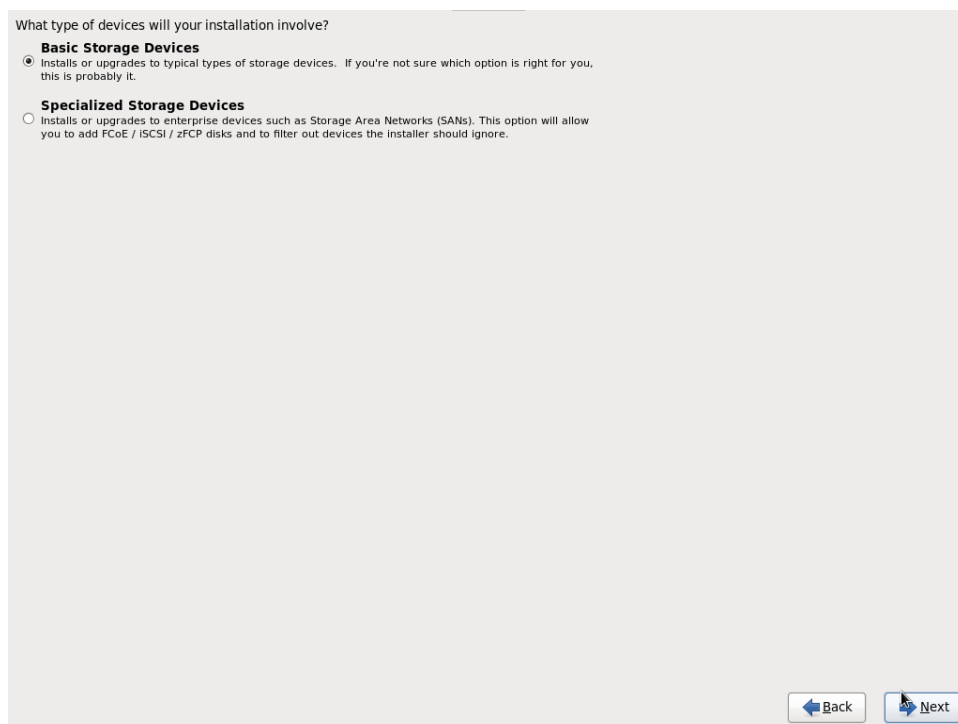 What type of devices will your installation involve?
Basic Storage Devices
Installs or upgrades to typical types of storage devices.  If you're not sure which option is right for you,
this is probably it.
Specialized Storage Devices
Installs or upgrades to enterprise devices such as Storage Area Networks (SANs). This option will allow
you to add FCoE / iSCSI / zFCP disks and to filter out devices the installer should ignore.
Back
Next